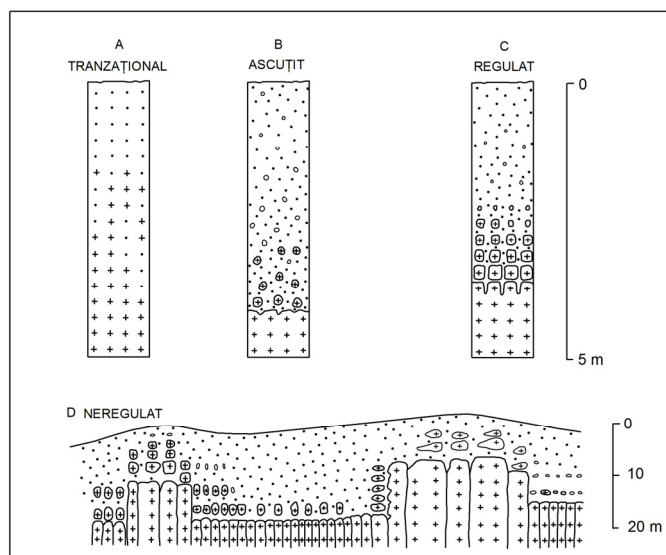 A
TRANZAȚIONAL
B
ASCUȚIT
C
REGULAT
0
5 m
D NEREGULAT
0
10
20 m